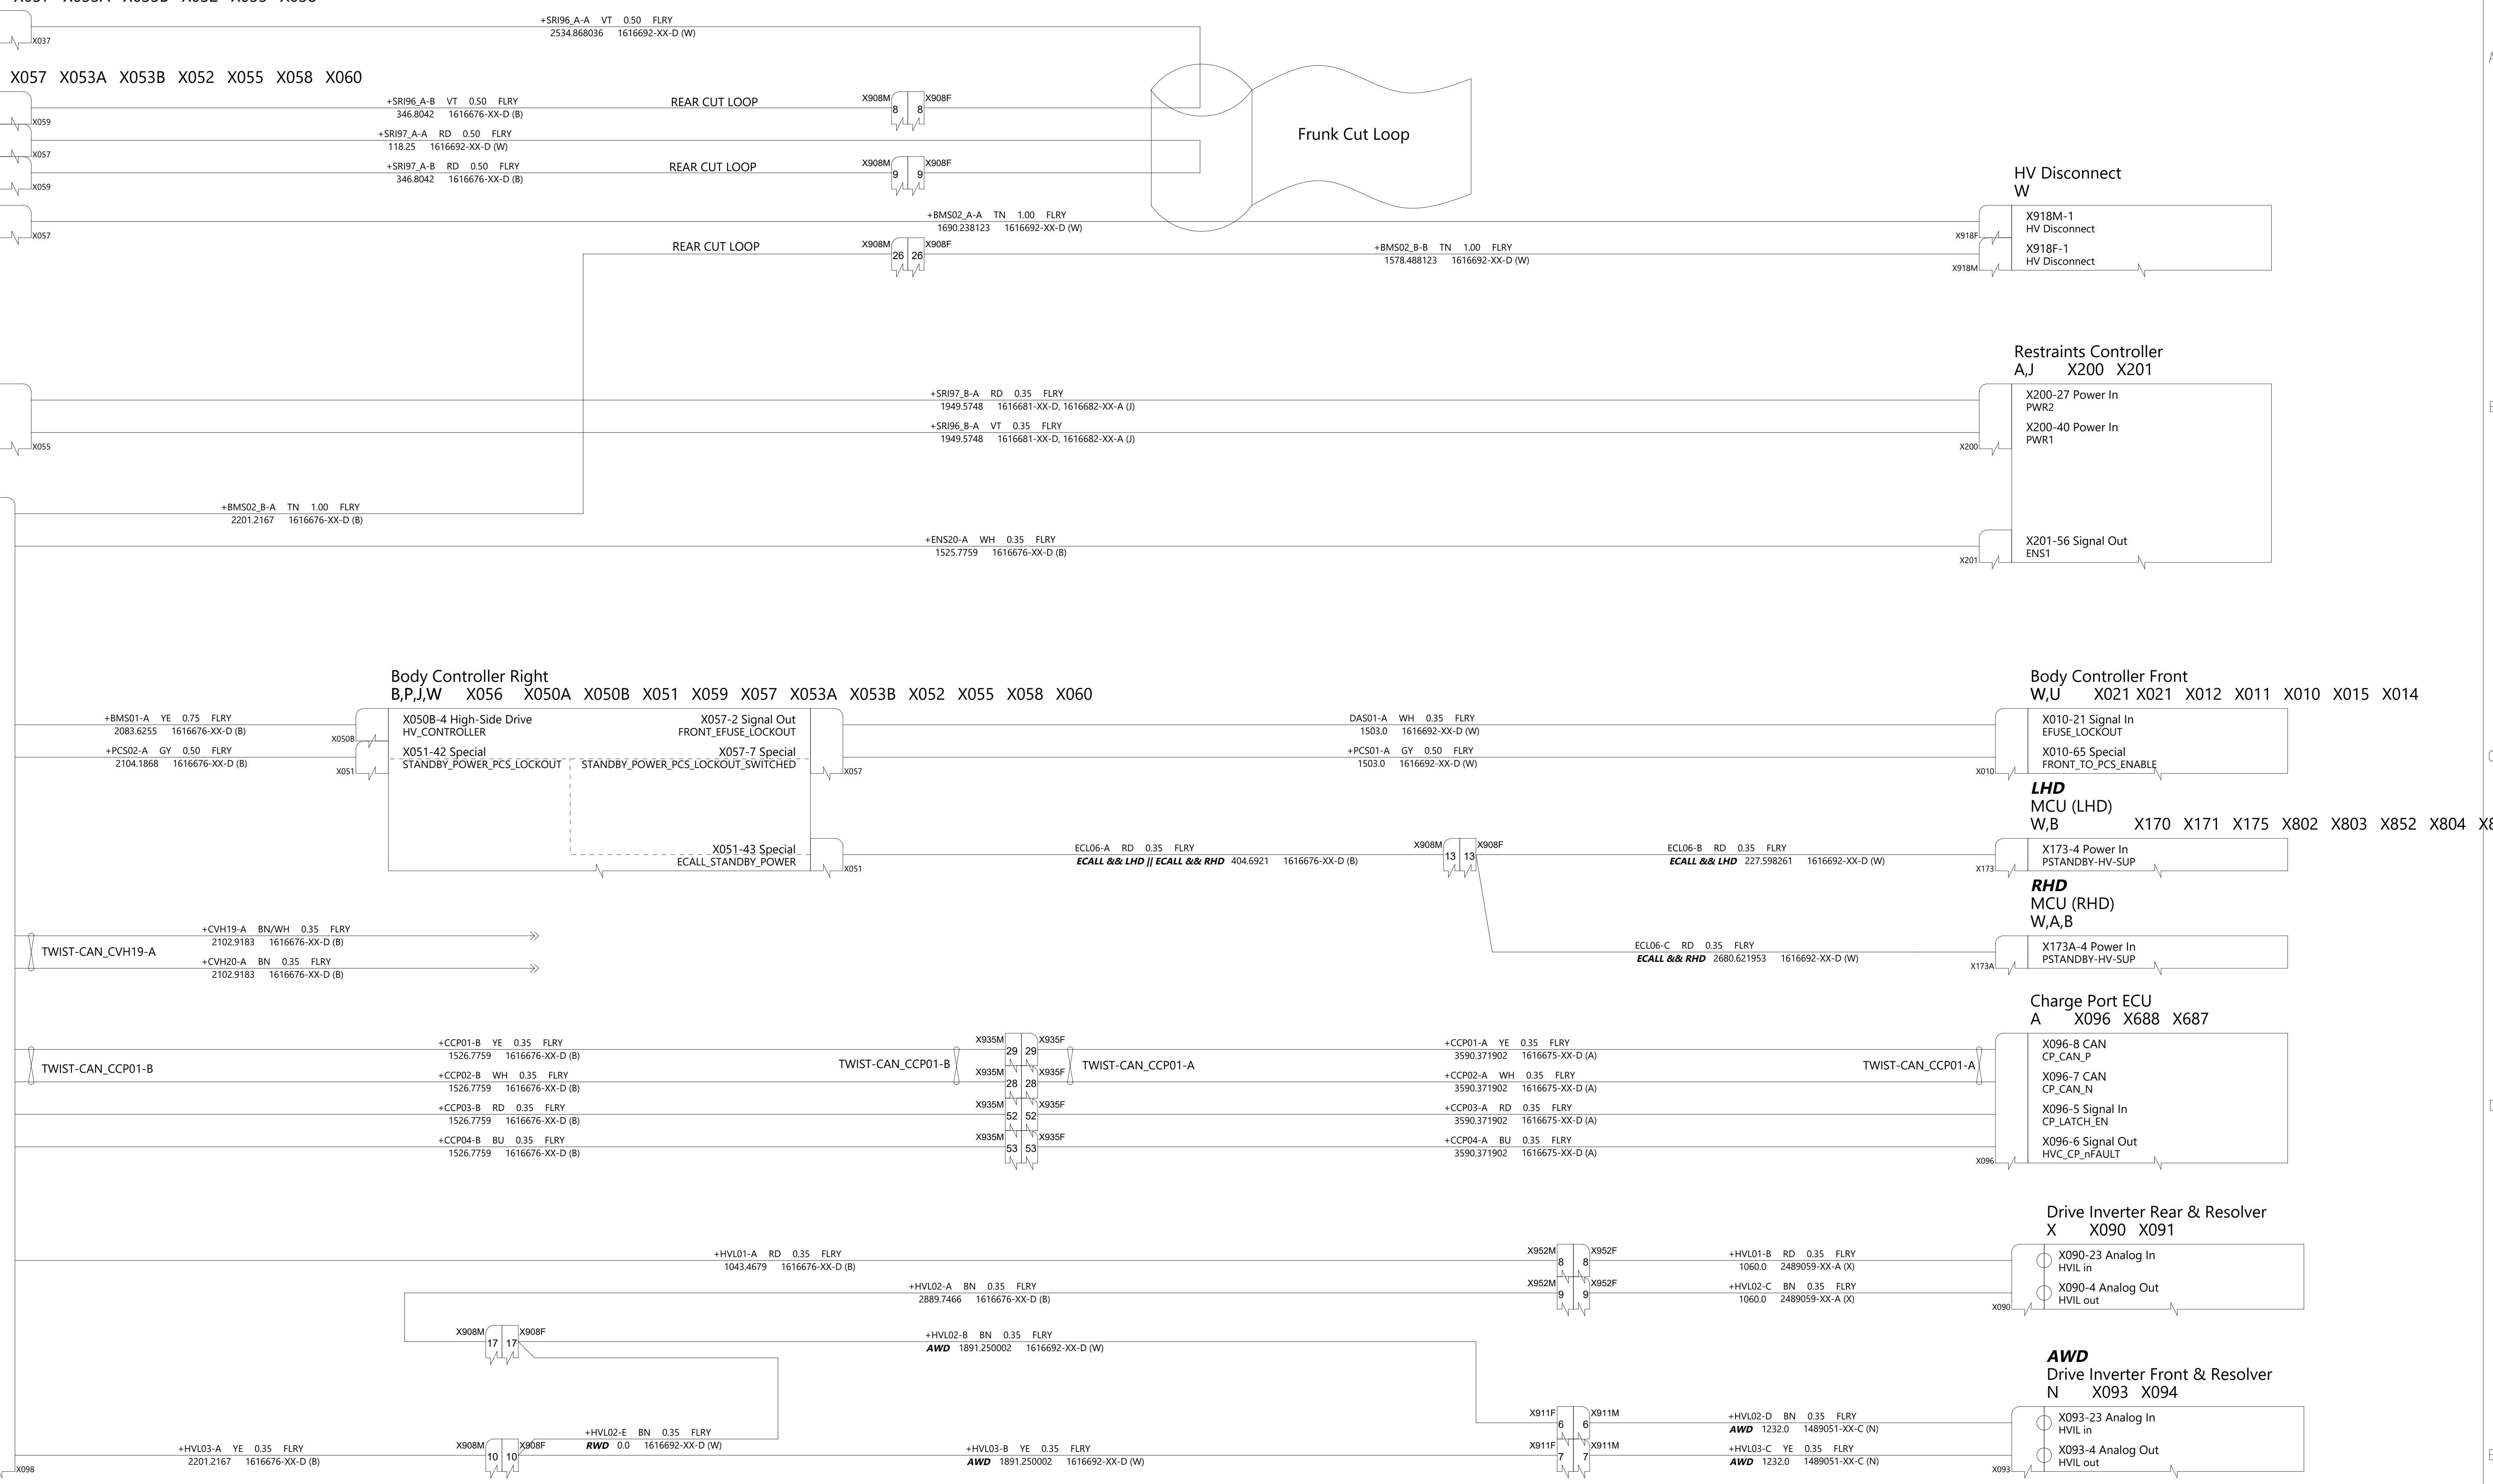 +SRI96_A-A VT 0.50 FLRY
2534.868036 1616692-XX-D (W)
X037
X057 X053A X053B X052 X055 X058 X060
+SRI96_A-B VT 0.50 FLRY
346.8042 1616676-XX-D (B)
REAR CUT LOOP
X908M X908F
8 8
X059
+SRI97_A-A RD 0.50 FLRY
118.25 1616692-XX-D (W)
Frunk Cut Loop
X057
+SRI97_A-B RD 0.50 FLRY
346.8042 1616676-XX-D (B)
REAR CUT LOOP
X908M X908F
9 9
X059
HV Disconnect
W
+BMS02_A-A TN 1.00 FLRY
1690.238123 1616692-XX-D (W)
X057
X918F
X918M-1
HV Disconnect
REAR CUT LOOP
X908M X908F
26 26
+BMS02_B-B TN 1.00 FLRY
1578.488123 1616692-XX-D (W)
X918M
X918F-1
HV Disconnect
Restraints Controller
A,J X200 X201
+SRI97_B-A RD 0.35 FLRY
1949.5748 1616681-XX-D, 1616682-XX-A (J)
X200-27 Power In
PWR2
+SRI96_B-A VT 0.35 FLRY
1949.5748 1616681-XX-D, 1616682-XX-A (J)
X200-40 Power In
PWR1
X055
X200
+BMS02_B-A TN 1.00 FLRY
2201.2167 1616676-XX-D (B)
+ENS20-A WH 0.35 FLRY
1525.7759 1616676-XX-D (B)
X201-56 Signal Out
ENS1
X201
Body Controller Right
B,P,J,W X056 X050A X050B X051 X059 X057 X053A X053B X052 X055 X058 X060
Body Controller Front
W,U X021 X021 X012 X011 X010 X015 X014
+BMS01-A YE 0.75 FLRY
2083.6255 1616676-XX-D (B)
X050B
X050B-4 High-Side Drive
HV_CONTROLLER
X057-2 Signal Out
FRONT_EFUSE_LOCKOUT
DAS01-A WH 0.35 FLRY
1503.0 1616692-XX-D (W)
X010-21 Signal In
EFUSE_LOCKOUT
+PCS02-A GY 0.50 FLRY
2104.1868 1616676-XX-D (B)
X051
X051-42 Special
STANDBY_POWER_PCS_LOCKOUT
X057-7 Special
STANDBY_POWER_PCS_LOCKOUT_SWITCHED
X057
+PCS01-A GY 0.50 FLRY
1503.0 1616692-XX-D (W)
X010
X010-65 Special
FRONT_TO_PCS_ENABLE
LHD
MCU (LHD)
W,B X170 X171 X175 X802 X803 X852 X804
X051-43 Special
ECALL_STANDBY_POWER
X051
ECL06-A RD 0.35 FLRY
ECALL && LHD || ECALL && RHD 404.6921 1616676-XX-D (B)
X908M X908F
13 13
ECL06-B RD 0.35 FLRY
ECALL && LHD 227.598261 1616692-XX-D (W)
X173
X173-4 Power In
PSTANDBY-HV-SUP
RHD
MCU (RHD)
W,A,B
ECL06-C RD 0.35 FLRY
ECALL && RHD 2680.621953 1616692-XX-D (W)
X173A
X173A-4 Power In
PSTANDBY-HV-SUP
+CVH19-A BN/WH 0.35 FLRY
2102.9183 1616676-XX-D (B)
TWIST-CAN_CVH19-A
+CVH20-A BN 0.35 FLRY
2102.9183 1616676-XX-D (B)
Charge Port ECU
A X096 X688 X687
+CCP01-B YE 0.35 FLRY
1526.7759 1616676-XX-D (B)
X935M X935F
29 29
+CCP01-A YE 0.35 FLRY
3590.371902 1616675-XX-D (A)
X096-8 CAN
CP_CAN_P
TWIST-CAN_CCP01-B
TWIST-CAN_CCP01-B
TWIST-CAN_CCP01-A
TWIST-CAN_CCP01-A
+CCP02-B WH 0.35 FLRY
1526.7759 1616676-XX-D (B)
X935M X935F
28 28
+CCP02-A WH 0.35 FLRY
3590.371902 1616675-XX-D (A)
X096-7 CAN
CP_CAN_N
+CCP03-B RD 0.35 FLRY
1526.7759 1616676-XX-D (B)
X935M X935F
52 52
+CCP03-A RD 0.35 FLRY
3590.371902 1616675-XX-D (A)
X096-5 Signal In
CP_LATCH_EN
+CCP04-B BU 0.35 FLRY
1526.7759 1616676-XX-D (B)
X935M X935F
53 53
+CCP04-A BU 0.35 FLRY
3590.371902 1616675-XX-D (A)
X096
X096-6 Signal Out
HVC_CP_nFAULT
Drive Inverter Rear & Resolver
X X090 X091
+HVL01-A RD 0.35 FLRY
1043.4679 1616676-XX-D (B)
X952M X952F
8 8
+HVL01-B RD 0.35 FLRY
1060.0 2489059-XX-A (X)
X090-23 Analog In
HVIL in
+HVL02-A BN 0.35 FLRY
2889.7466 1616676-XX-D (B)
X952M X952F
9 9
+HVL02-C BN 0.35 FLRY
1060.0 2489059-XX-A (X)
X090
X090-4 Analog Out
HVIL out
X908M X908F
17 17
+HVL02-B BN 0.35 FLRY
AWD 1891.250002 1616692-XX-D (W)
AWD
Drive Inverter Front & Resolver
N X093 X094
X911F X911M
6 6
+HVL02-D BN 0.35 FLRY
AWD 1232.0 1489051-XX-C (N)
X093-23 Analog In
HVIL in
+HVL02-E BN 0.35 FLRY
RWD 0.0 1616692-XX-D (W)
+HVL03-A YE 0.35 FLRY
2201.2167 1616676-XX-D (B)
X908M X908F
10 10
+HVL03-B YE 0.35 FLRY
AWD 1891.250002 1616692-XX-D (W)
X911F X911M
7 7
+HVL03-C YE 0.35 FLRY
AWD 1232.0 1489051-XX-C (N)
X093
X093-4 Analog Out
HVIL out
X098